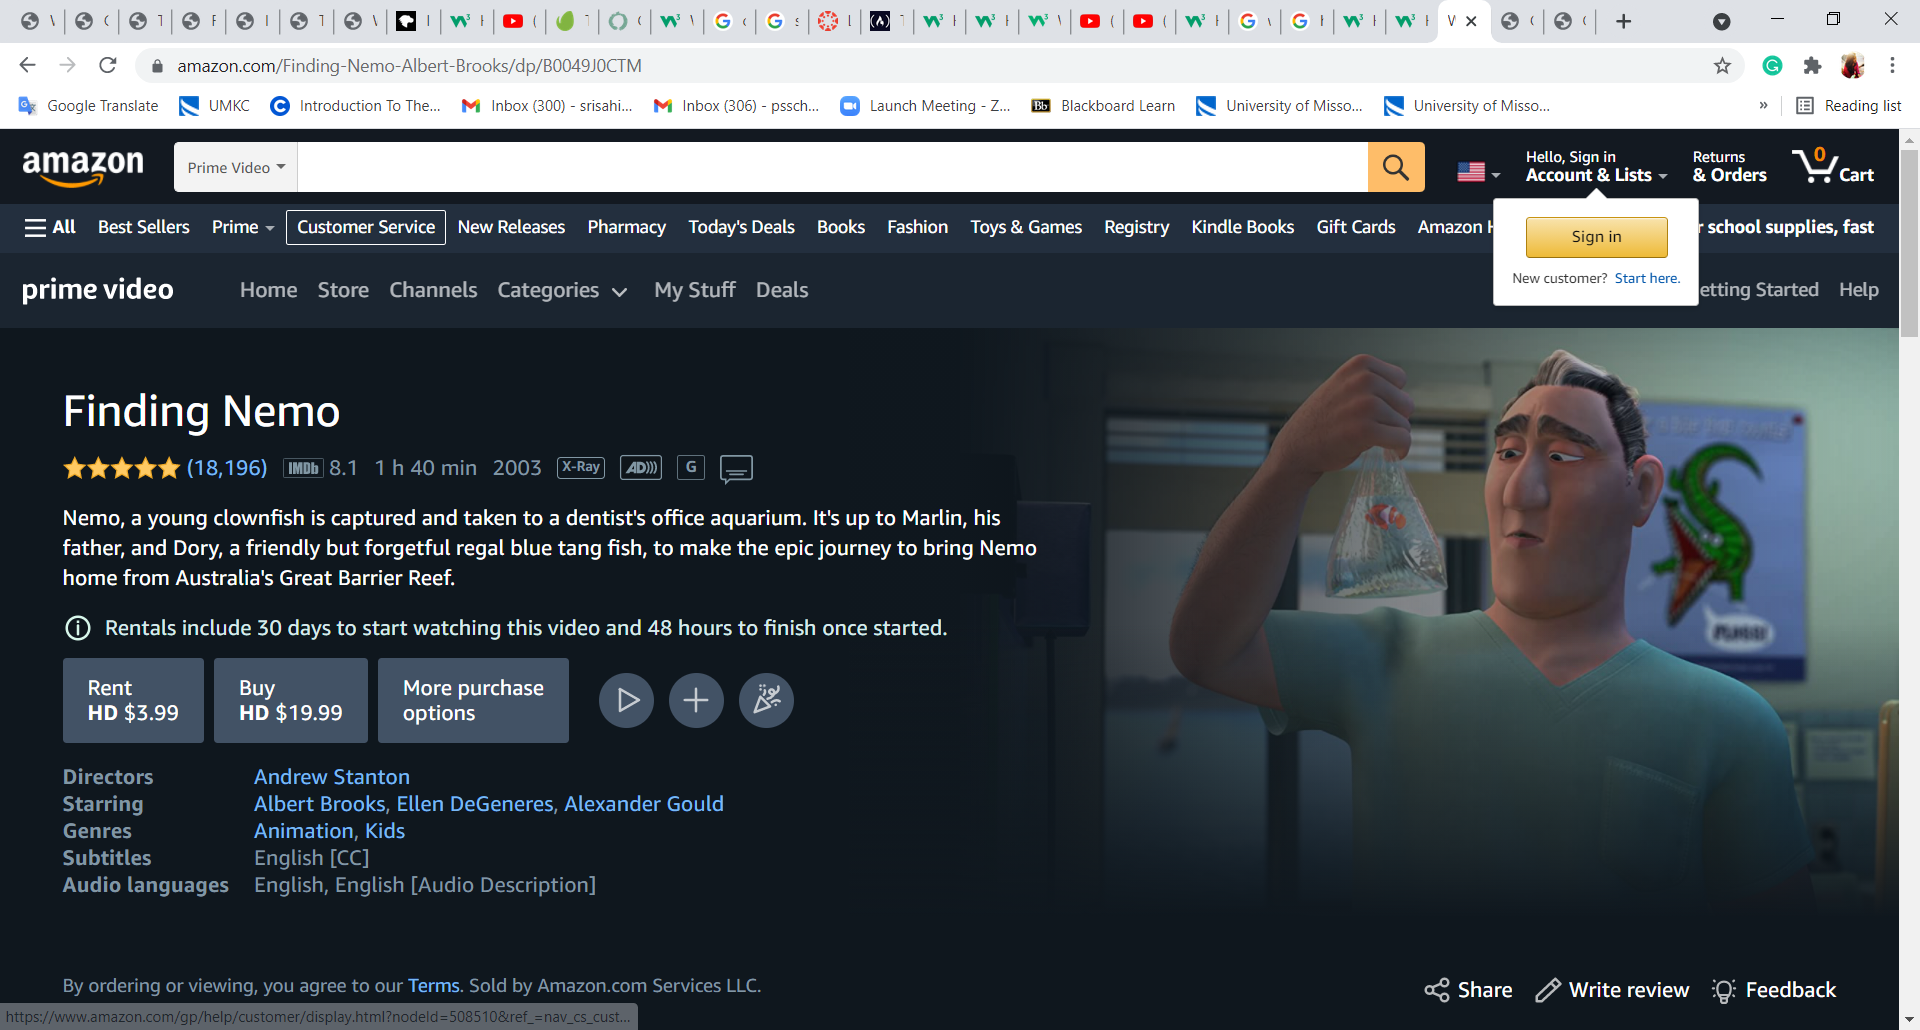 amazon.com/Finding-Nemo-Albert-Brooks/dp/B0049J0CTM
Google Translate UMKC Introduction To The... Inbox (300) - srisahi... Inbox (306) - pssch... Launch Meeting - Z... Blackboard Learn University of Misso... University of Misso... » Reading list
amazon Prime Video Hello, Sign in Account & Lists Returns & Orders 0 Cart
All Best Sellers Prime Customer Service New Releases Pharmacy Today's Deals Books Fashion Toys & Games Registry Kindle Books Gift Cards Amazon H r school supplies, fast
Sign in
New customer? Start here.
prime video Home Store Channels Categories My Stuff Deals etting Started Help
Finding Nemo
(18,196) IMDb 8.1 1 h 40 min 2003 X-Ray AD))) G
Nemo, a young clownfish is captured and taken to a dentist's office aquarium. It's up to Marlin, his
father, and Dory, a friendly but forgetful regal blue tang fish, to make the epic journey to bring Nemo
home from Australia's Great Barrier Reef.
Rentals include 30 days to start watching this video and 48 hours to finish once started.
Rent
HD $3.99
Buy
HD $19.99
More purchase
options
Directors Andrew Stanton
Starring Albert Brooks, Ellen DeGeneres, Alexander Gould
Genres Animation, Kids
Subtitles English [CC]
Audio languages English, English [Audio Description]
By ordering or viewing, you agree to our Terms. Sold by Amazon.com Services LLC.
Share Write review Feedback
https://www.amazon.com/gp/help/customer/display.html?nodeId=508510&ref_=nav_cs_cust...